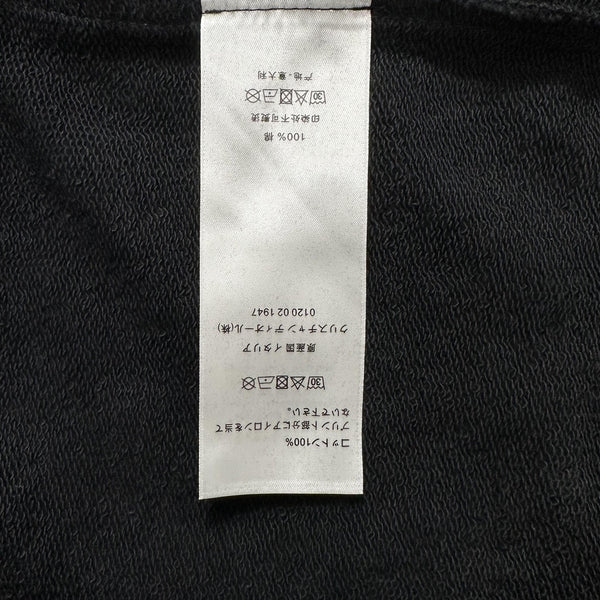 コットン100%
プリント部分にアイロンを当て
ないで下さい。
30
原産国 イタリア
クリスチャン ディオール(株)
0120 02 1947
100% 棉
印染处不可熨烫
30
产地 - 意大利